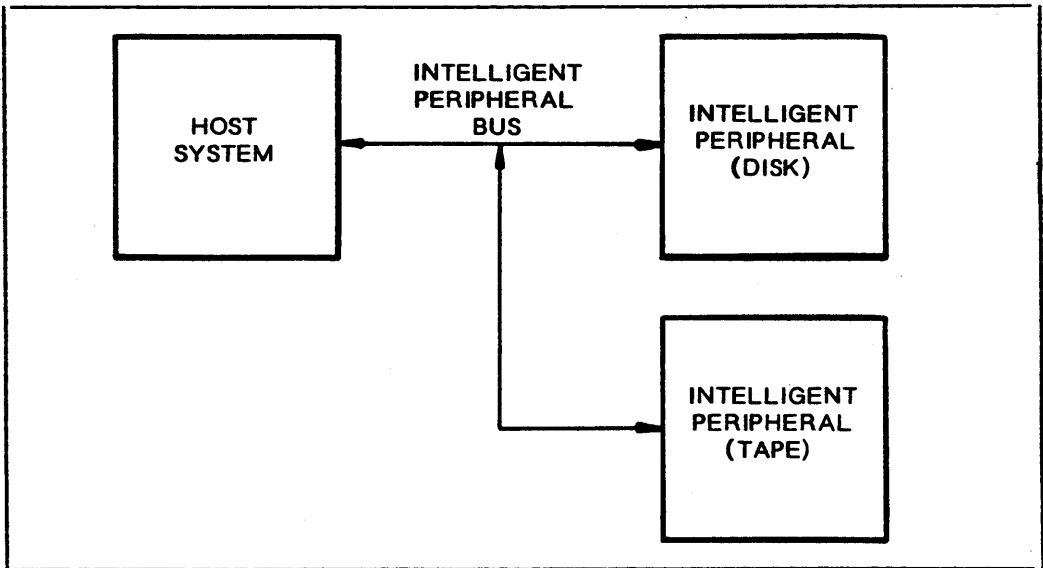 HOST
SYSTEM
INTELLIGENT
PERIPHERAL
BUS
INTELLIGENT
PERIPHERAL
(DISK)
INTELLIGENT
PERIPHERAL
(TAPE)